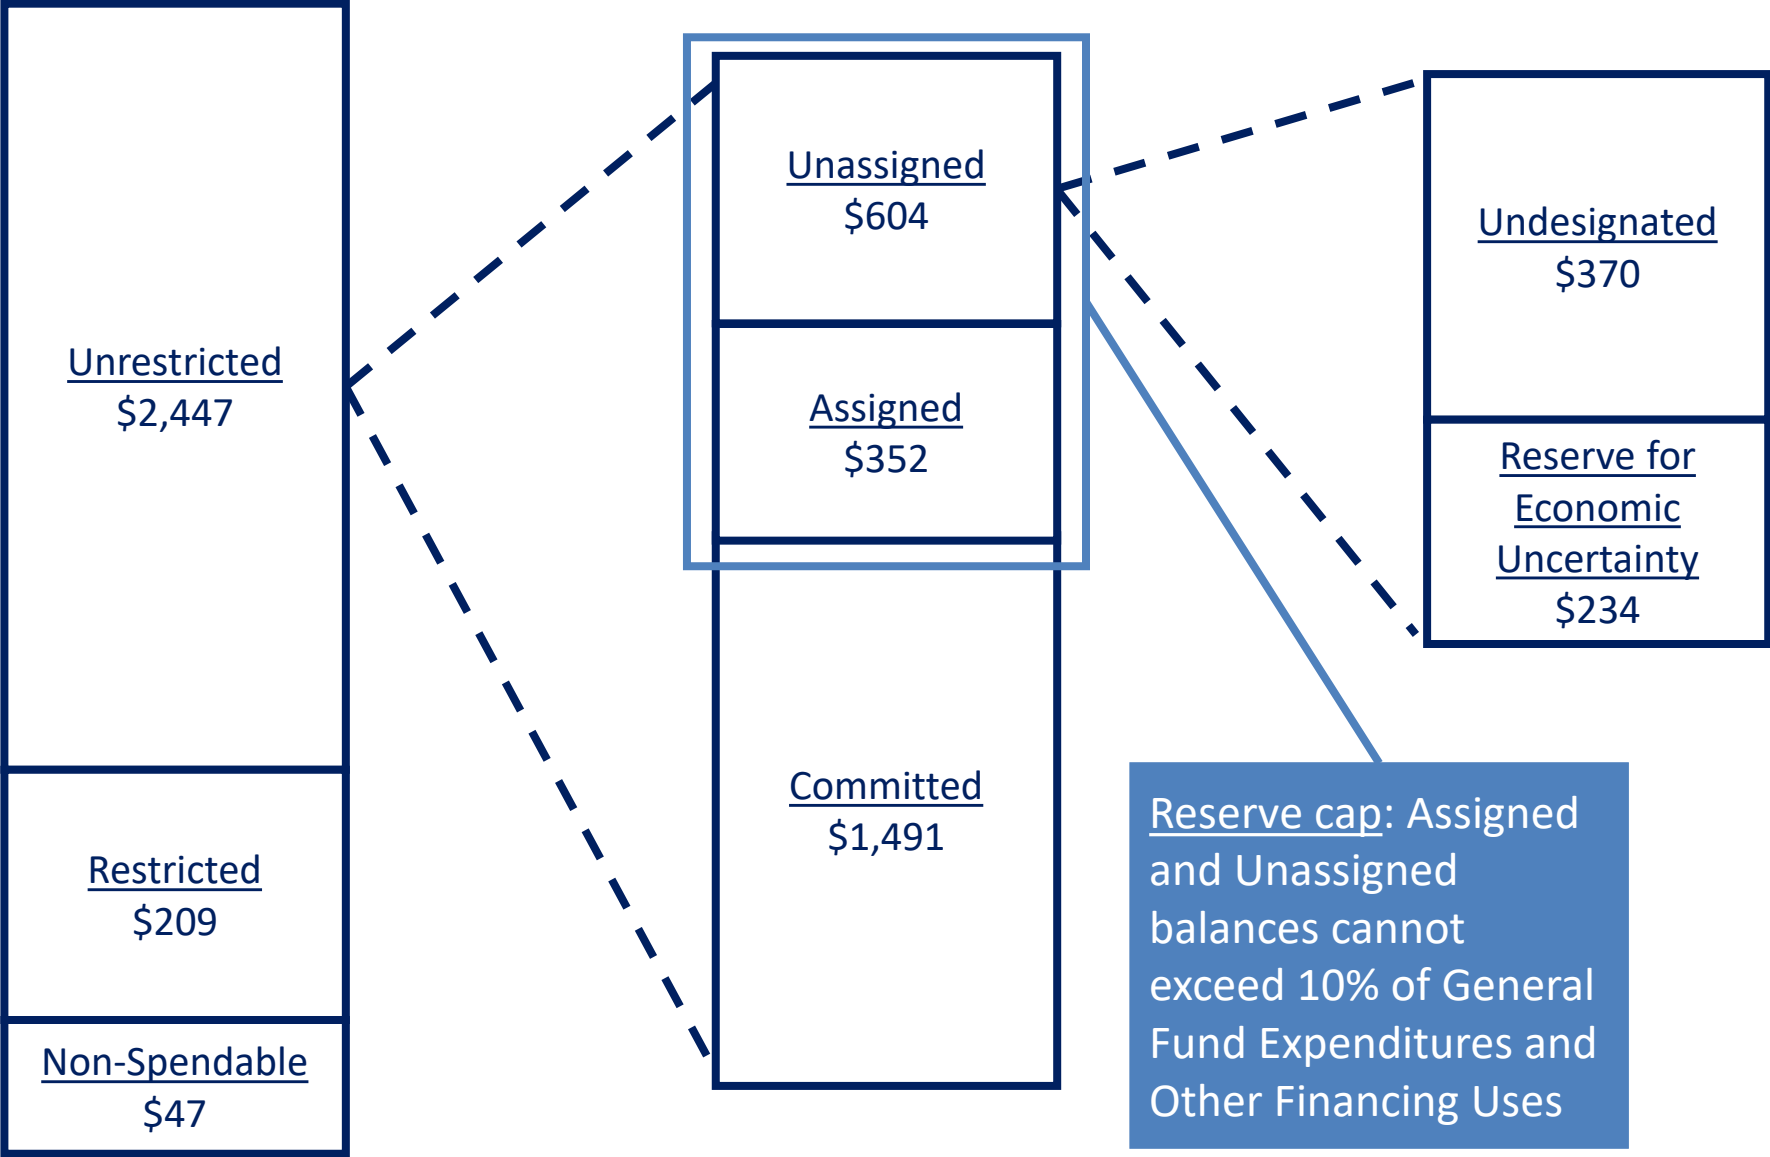 Unrestricted
$2,447
Restricted
$209
Non-Spendable
$47
Unassigned
$604
Assigned
$352
Committed
$1,491
Undesignated
$370
Reserve for
Economic
Uncertainty
$234
Reserve cap: Assigned
and Unassigned
balances cannot
exceed 10% of General
Fund Expenditures and
Other Financing Uses